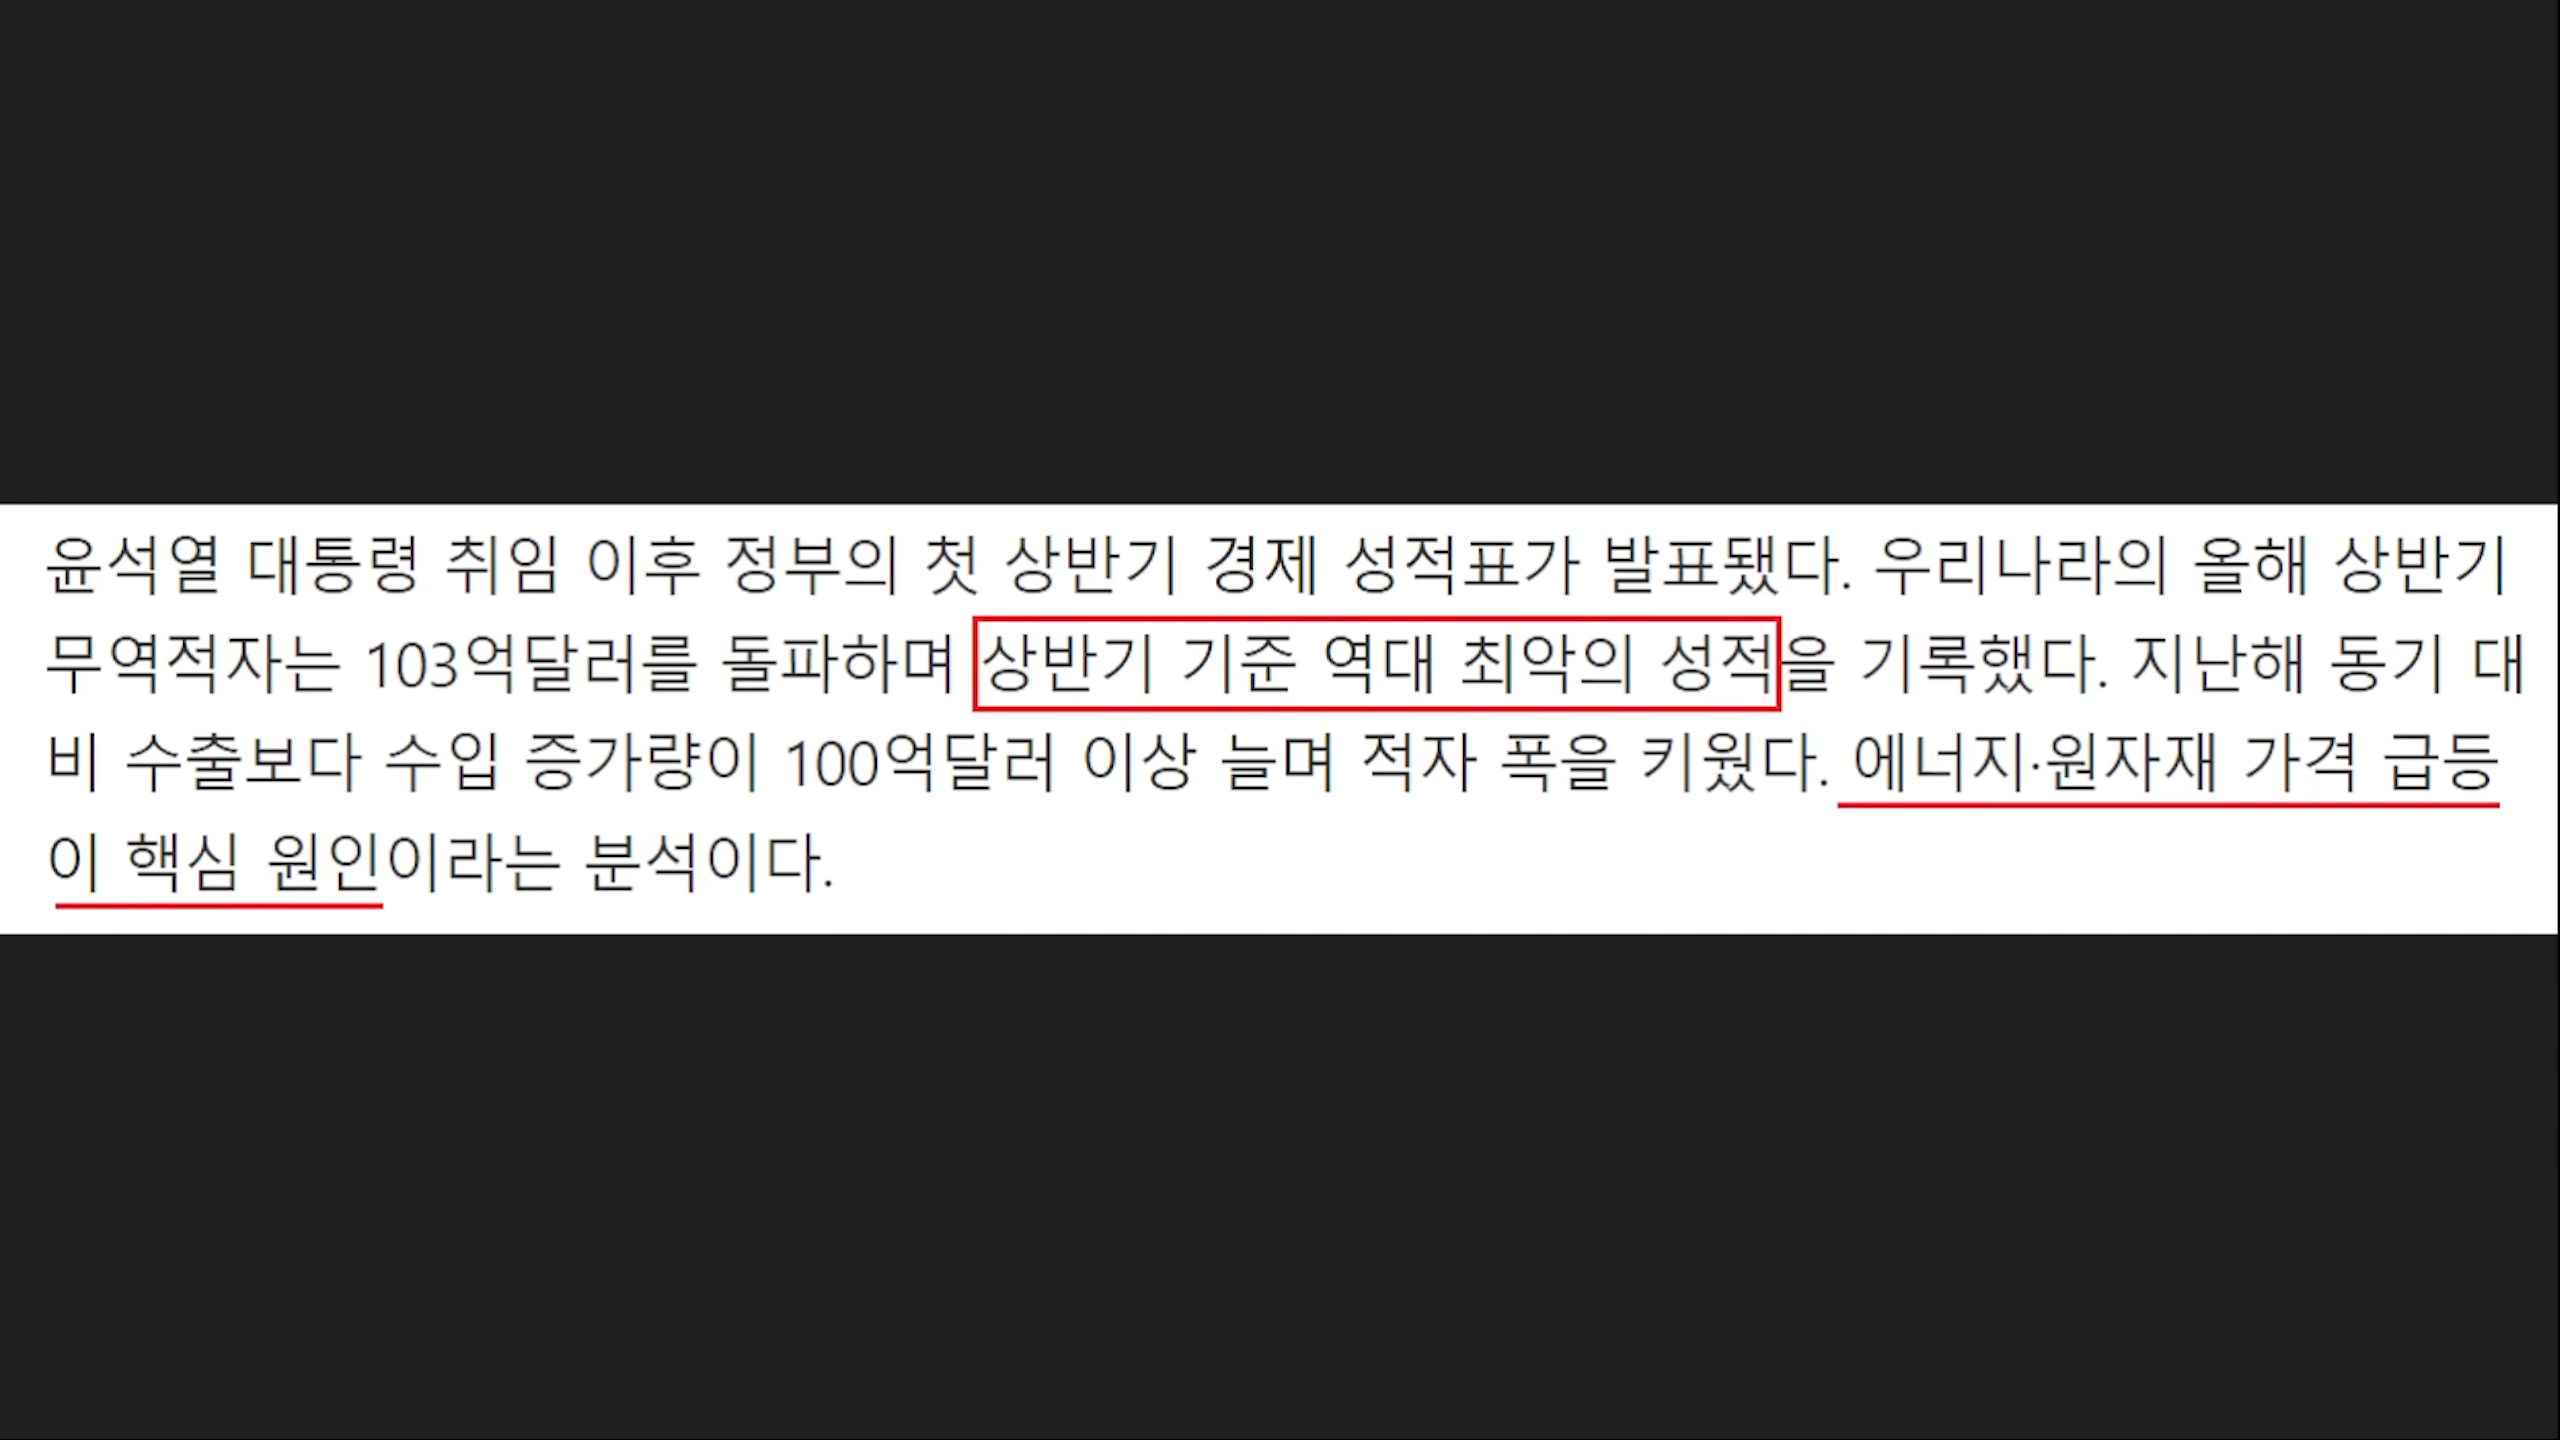 윤석열 대통령 취임 이후 정부의 첫 상반기 경제 성적표가 발표됐다. 우리나라의 올해 상반기
무역적자는 103억달러를 돌파하며 상반기 기준 역대 최악의 성적을 기록했다. 지난해 동기 대
비 수출보다 수입 증가량이 100억달러 이상 늘며 적자 폭을 키웠다. 에너지·원자재 가격 급등
이 핵심 원인이라는 분석이다.